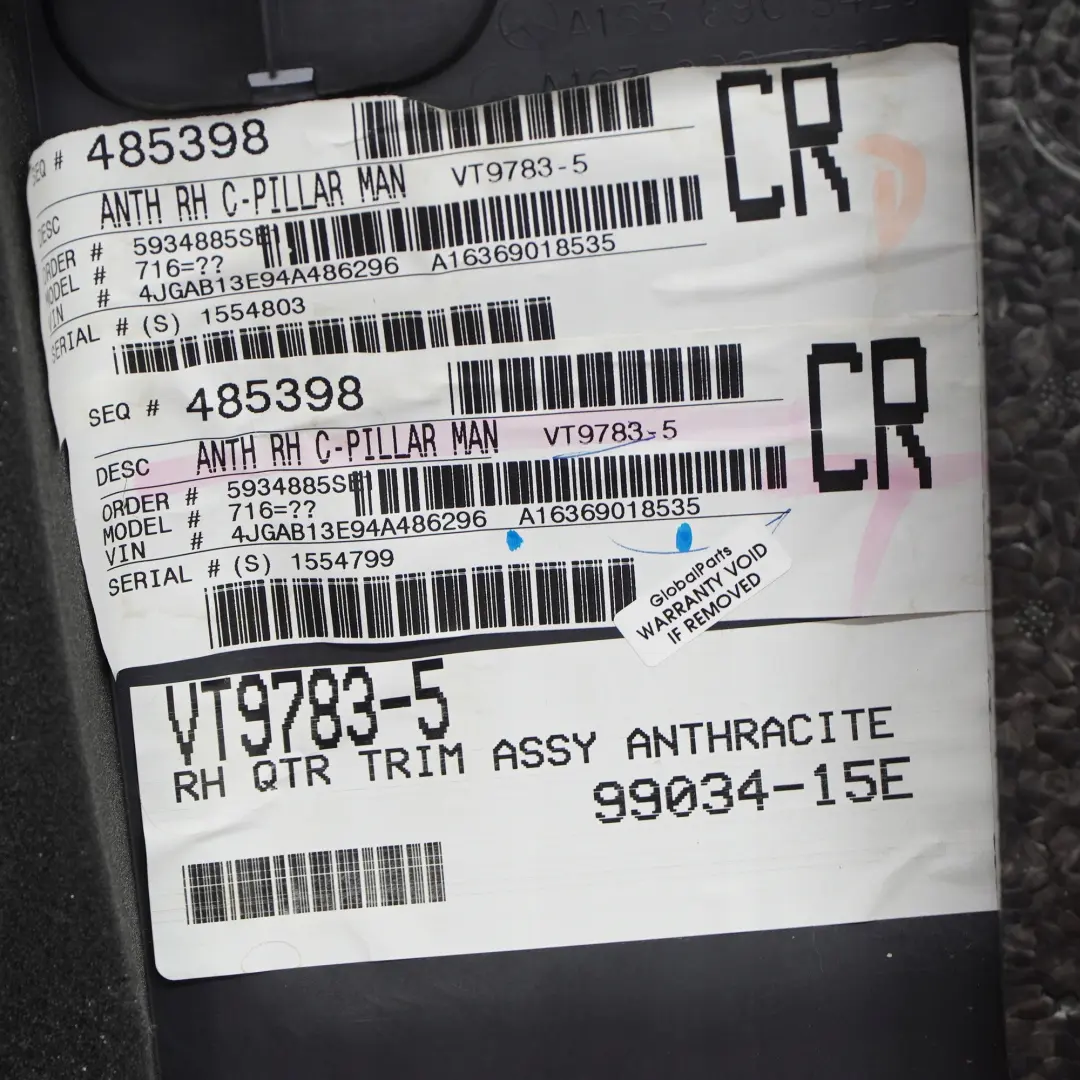 SEQ # 485398
CR
DESC ANTH RH C-PILLAR MAN VT9783-5
ORDER # 5934885SE1
MODEL # 716=??
VIN # 4JGAB13E94A486296 A16369018535
SERIAL # (S) 1554803
SEQ # 485398
CR
DESC ANTH RH C-PILLAR MAN VT9783-5
ORDER # 5934885SE1
MODEL # 716=??
VIN # 4JGAB13E94A486296 A16369018535
SERIAL # (S) 1554799
GlobalParts
WARRANTY VOID
IF REMOVED
VT9783-5
RH QTR TRIM ASSY ANTHRACITE
99034-15E